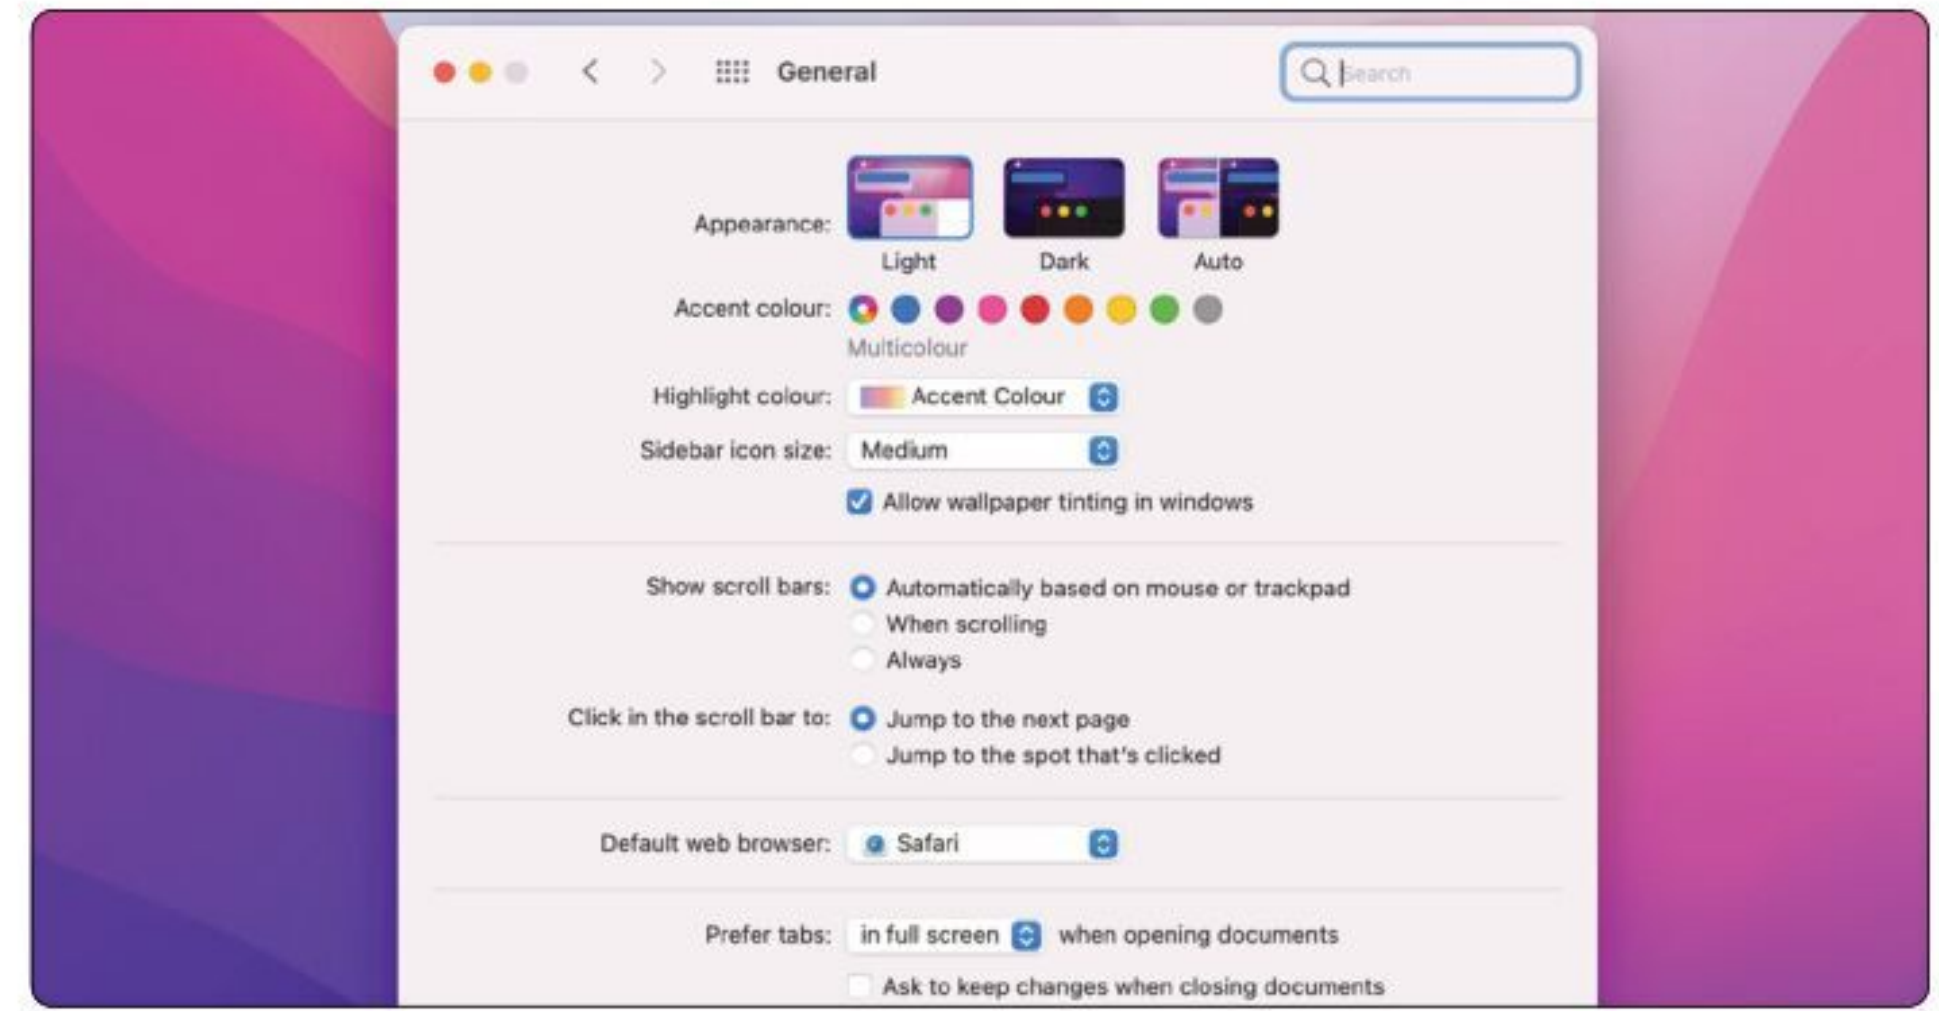 General
Search
Appearance:
Light Dark Auto
Accent colour:
Multicolour
Highlight colour: Accent Colour
Sidebar icon size: Medium
Allow wallpaper tinting in windows
Show scroll bars: Automatically based on mouse or trackpad
When scrolling
Always
Click in the scroll bar to: Jump to the next page
Jump to the spot that's clicked
Default web browser: Safari
Prefer tabs: in full screen when opening documents
Ask to keep changes when closing documents